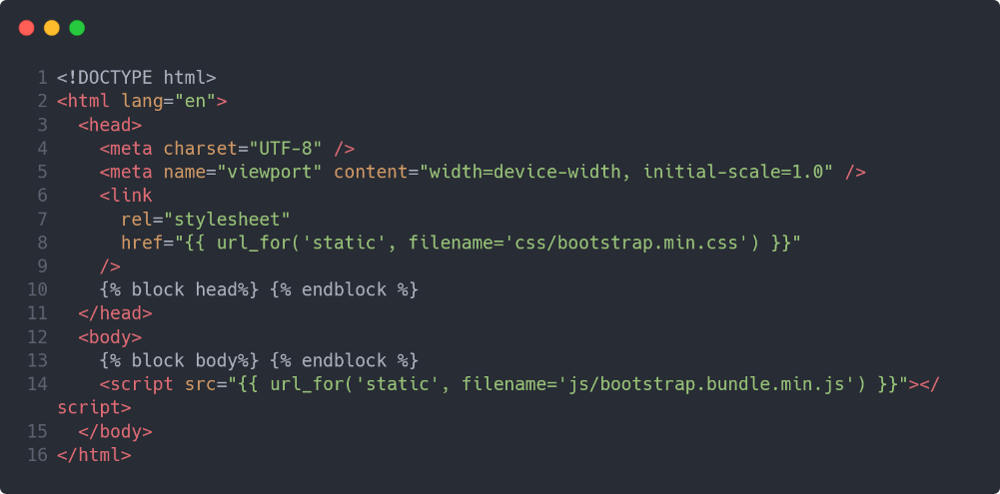 1 <!DOCTYPE html>
2 <html lang="en">
3   <head>
4     <meta charset="UTF-8" />
5     <meta name="viewport" content="width=device-width, initial-scale=1.0" />
6     <link
7       rel="stylesheet"
8       href="{{ url_for('static', filename='css/bootstrap.min.css') }}"
9     />
10     {% block head%} {% endblock %}
11   </head>
12   <body>
13     {% block body%} {% endblock %}
14     <script src="{{ url_for('static', filename='js/bootstrap.bundle.min.js') }}"></
script>
15   </body>
16 </html>